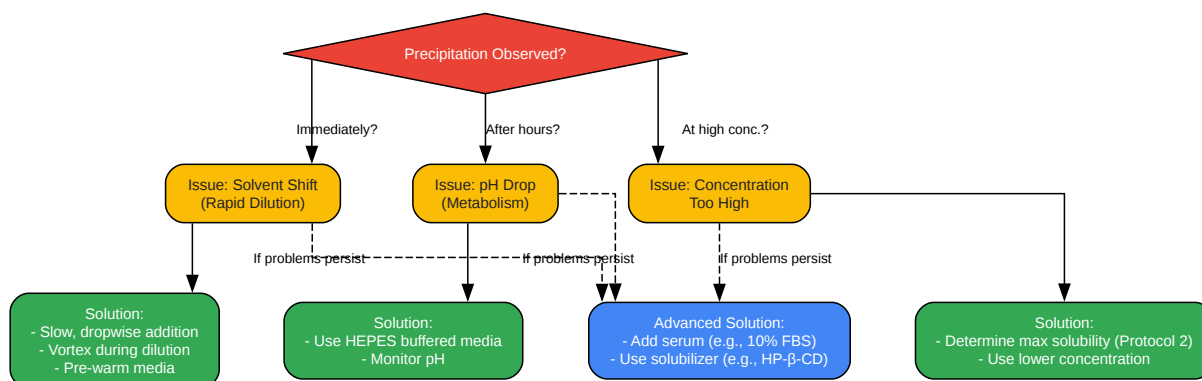 Precipitation Observed?
Immediately?
After hours?
At high conc.?
Issue: Solvent Shift
(Rapid Dilution)
Issue: pH Drop
(Metabolism)
Issue: Concentration
Too High
If problems persist
If problems persist
If problems persist
Solution:
- Slow, dropwise addition
- Vortex during dilution
- Pre-warm media
Solution:
- Use HEPES buffered media
- Monitor pH
Advanced Solution:
- Add serum (e.g., 10% FBS)
- Use solubilizer (e.g., HP-β-CD)
Solution:
- Determine max solubility (Protocol 2)
- Use lower concentration